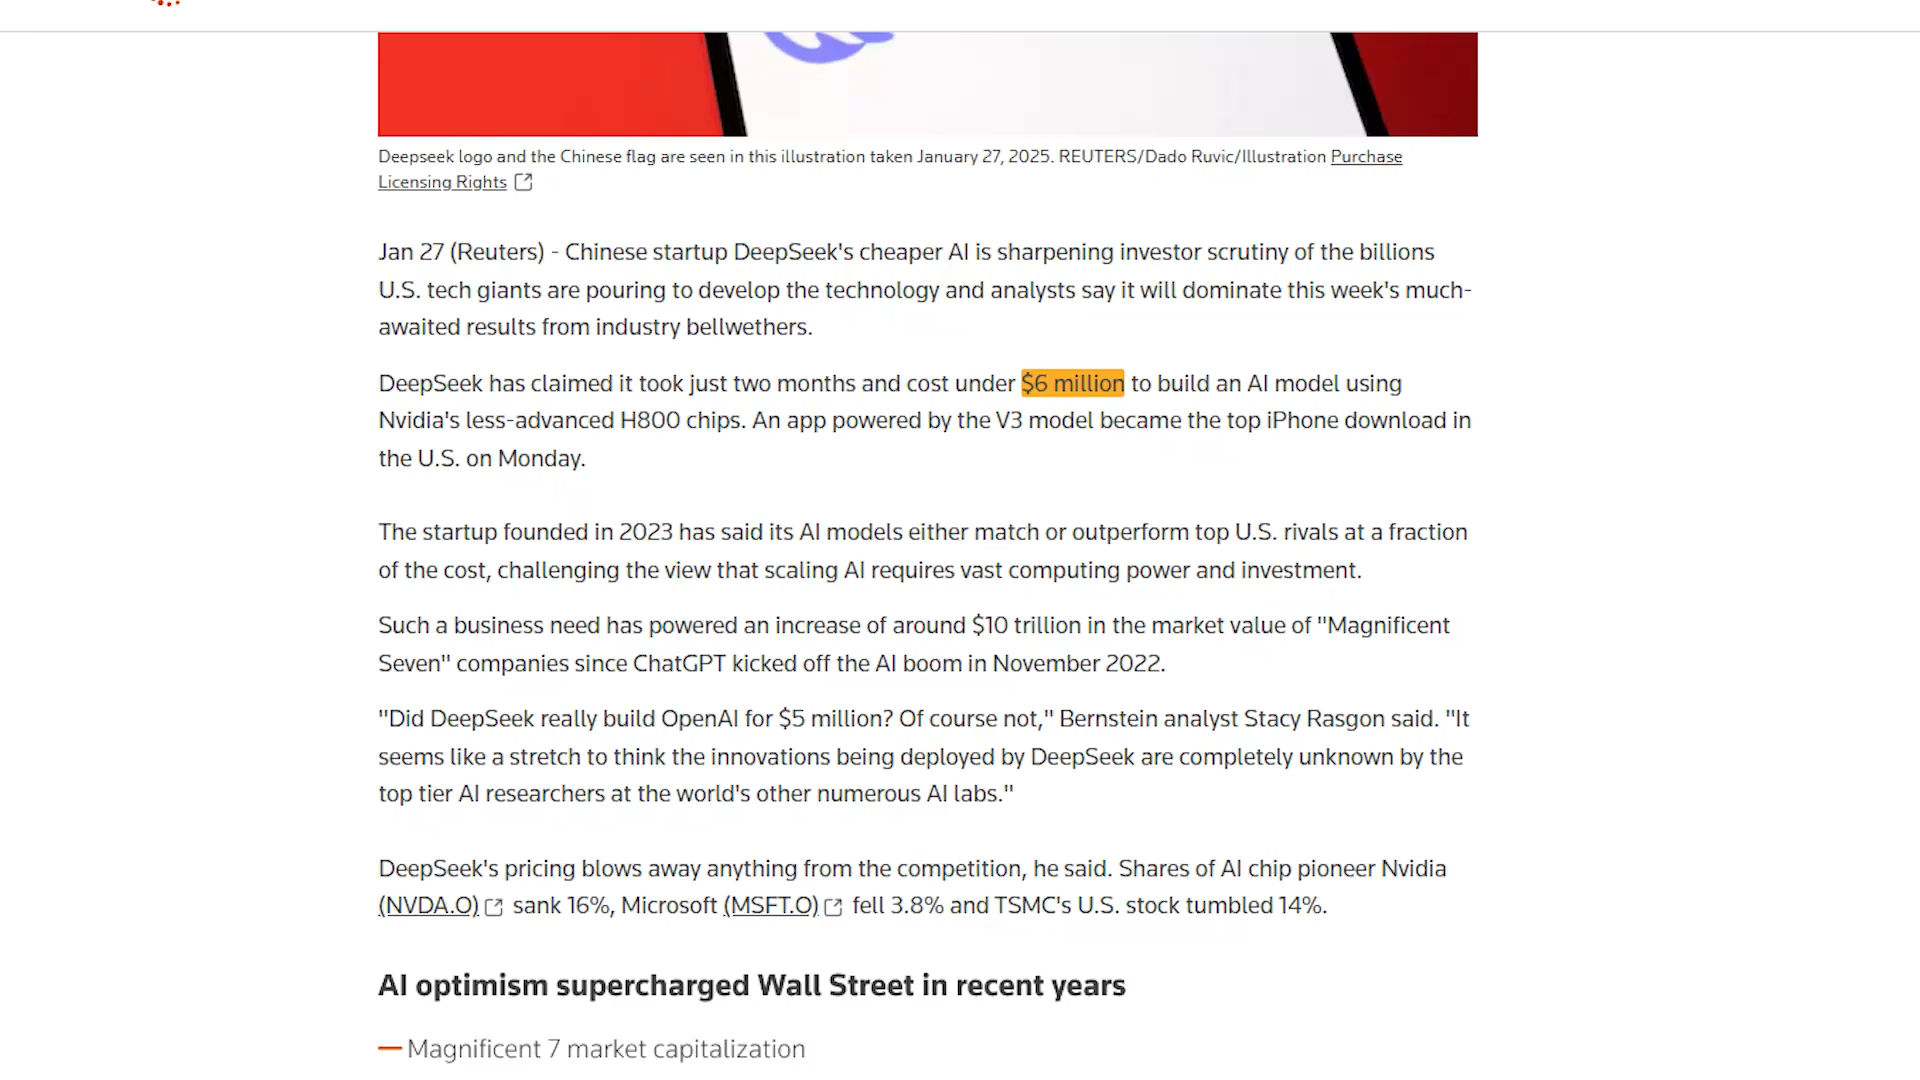 Deepseek logo and the Chinese flag are seen in this illustration taken January 27, 2025. REUTERS/Dado Ruvic/Illustration Purchase
Licensing Rights
Jan 27 (Reuters) - Chinese startup DeepSeek's cheaper AI is sharpening investor scrutiny of the billions
U.S. tech giants are pouring to develop the technology and analysts say it will dominate this week's much-
awaited results from industry bellwethers.
DeepSeek has claimed it took just two months and cost under $6 million to build an AI model using
Nvidia's less-advanced H800 chips. An app powered by the V3 model became the top iPhone download in
the U.S. on Monday.
The startup founded in 2023 has said its AI models either match or outperform top U.S. rivals at a fraction
of the cost, challenging the view that scaling AI requires vast computing power and investment.
Such a business need has powered an increase of around $10 trillion in the market value of "Magnificent
Seven" companies since ChatGPT kicked off the AI boom in November 2022.
"Did DeepSeek really build OpenAI for $5 million? Of course not," Bernstein analyst Stacy Rasgon said. "It
seems like a stretch to think the innovations being deployed by DeepSeek are completely unknown by the
top tier AI researchers at the world's other numerous AI labs."
DeepSeek's pricing blows away anything from the competition, he said. Shares of AI chip pioneer Nvidia
(NVDA.O) sank 16%, Microsoft (MSFT.O) fell 3.8% and TSMC's U.S. stock tumbled 14%.
AI optimism supercharged Wall Street in recent years
Magnificent 7 market capitalization